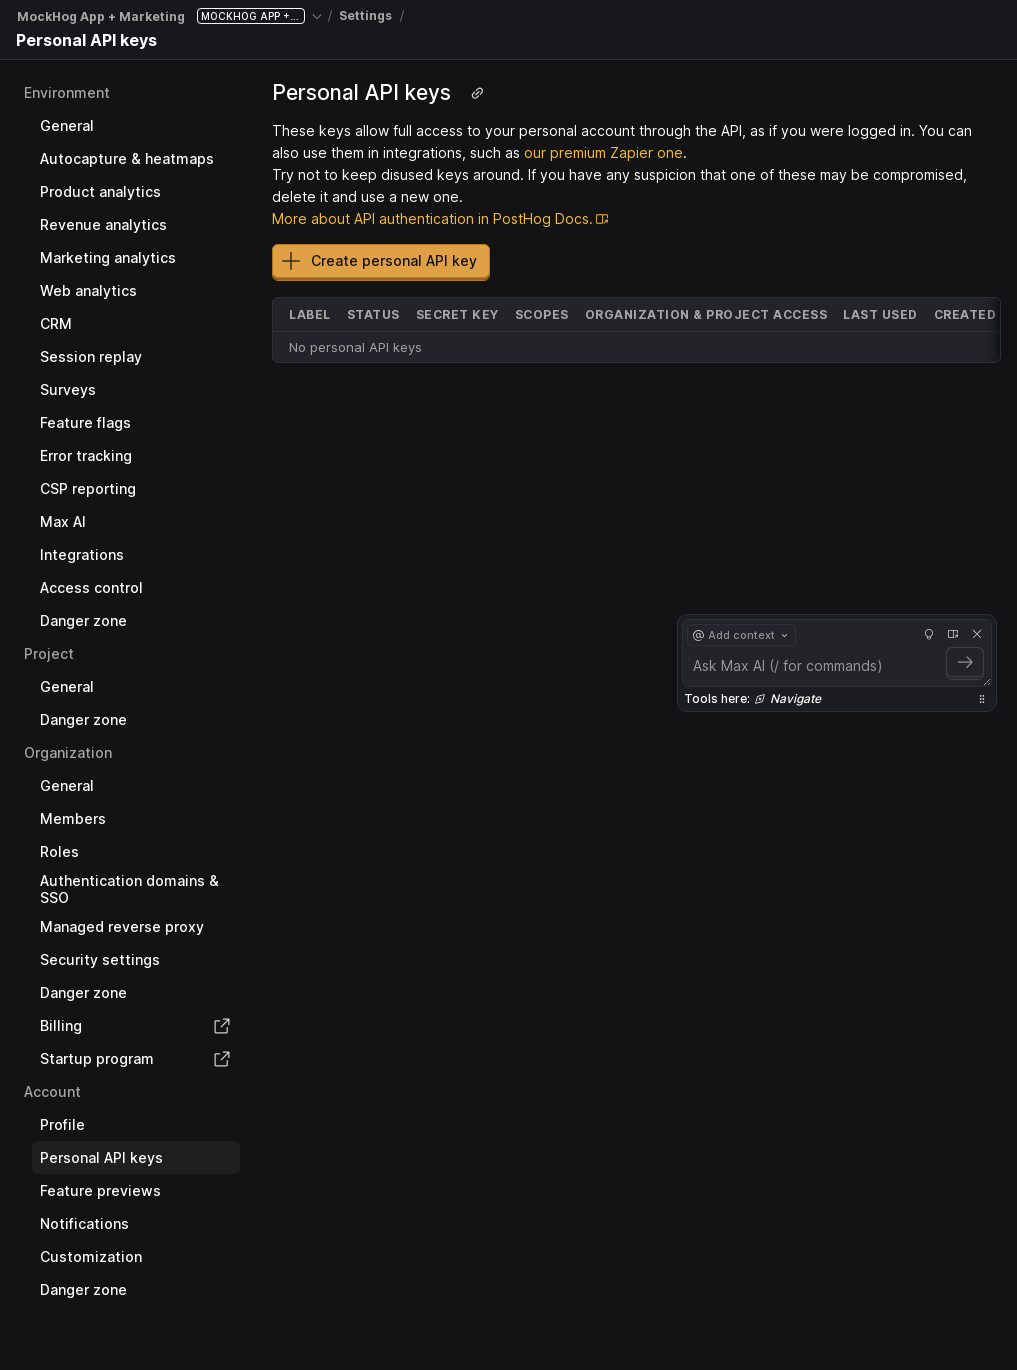 MockHog App + Marketing MOCKHOG APP +... / Settings /
Personal API keys
Environment
General
Autocapture & heatmaps
Product analytics
Revenue analytics
Marketing analytics
Web analytics
CRM
Session replay
Surveys
Feature flags
Error tracking
CSP reporting
Max AI
Integrations
Access control
Danger zone
Project
General
Danger zone
Organization
General
Members
Roles
Authentication domains &
SSO
Managed reverse proxy
Security settings
Danger zone
Billing
Startup program
Account
Profile
Personal API keys
Feature previews
Notifications
Customization
Danger zone
Personal API keys
These keys allow full access to your personal account through the API, as if you were logged in. You can
also use them in integrations, such as our premium Zapier one.
Try not to keep disused keys around. If you have any suspicion that one of these may be compromised,
delete it and use a new one.
More about API authentication in PostHog Docs.
Create personal API key
LABEL STATUS SECRET KEY SCOPES ORGANIZATION & PROJECT ACCESS LAST USED CREATED
No personal API keys
@ Add context
Ask Max AI (/ for commands)
Tools here: Navigate